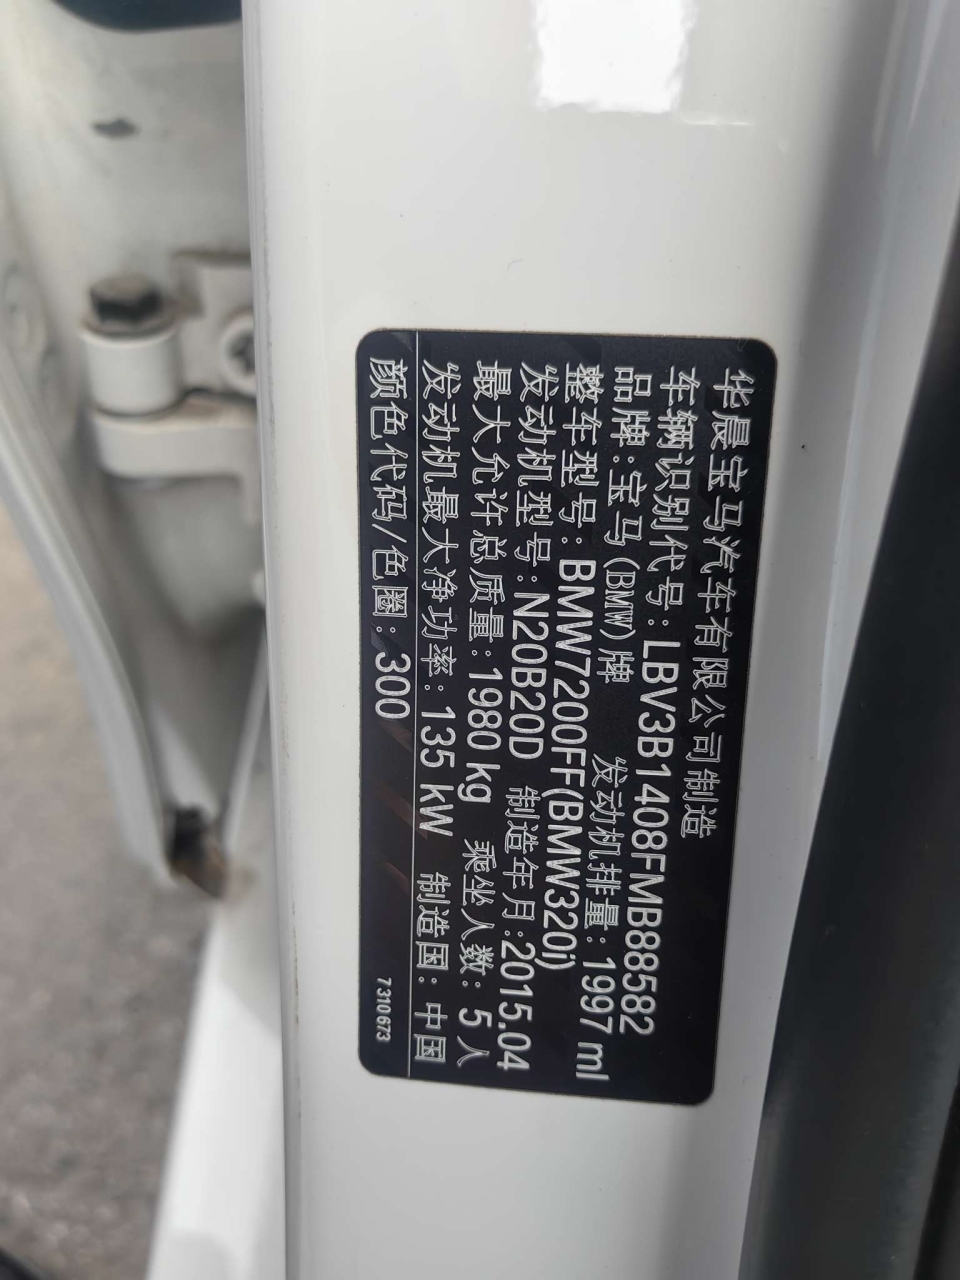 华晨宝马汽车有限公司制造
车辆识别代号：LBV3B1408FMB88582
品牌：宝马(BMW)牌 发动机排量：1997 ml
整车型号：BMW7200FF(BMW320i)
发动机型号：N20B20D 制造年月：2015.04
最大允许总质量：1980 kg 乘坐人数：5人
发动机最大净功率：135 kW 制造国：中国
颜色代码/色圈：300 7310673